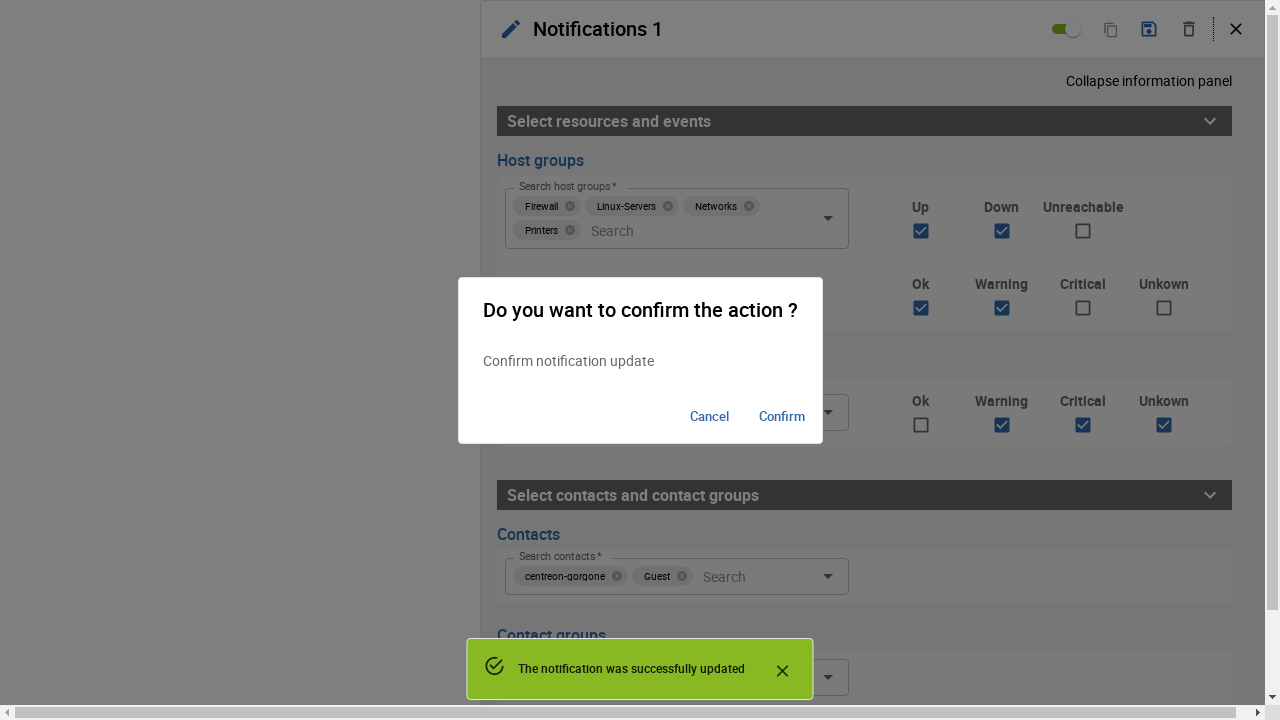 Notifications 1
Collapse information panel
Select resources and events
Host groups
Search host groups *
Firewall Linux-Servers Networks
Printers Search
Up Down Unreachable
Ok Warning Critical Unkown
Do you want to confirm the action ?
Confirm notification update
Cancel Confirm
Ok Warning Critical Unkown
Select contacts and contact groups
Contacts
Search contacts *
centreon-gorgone Guest Search
Contact groups
The notification was successfully updated